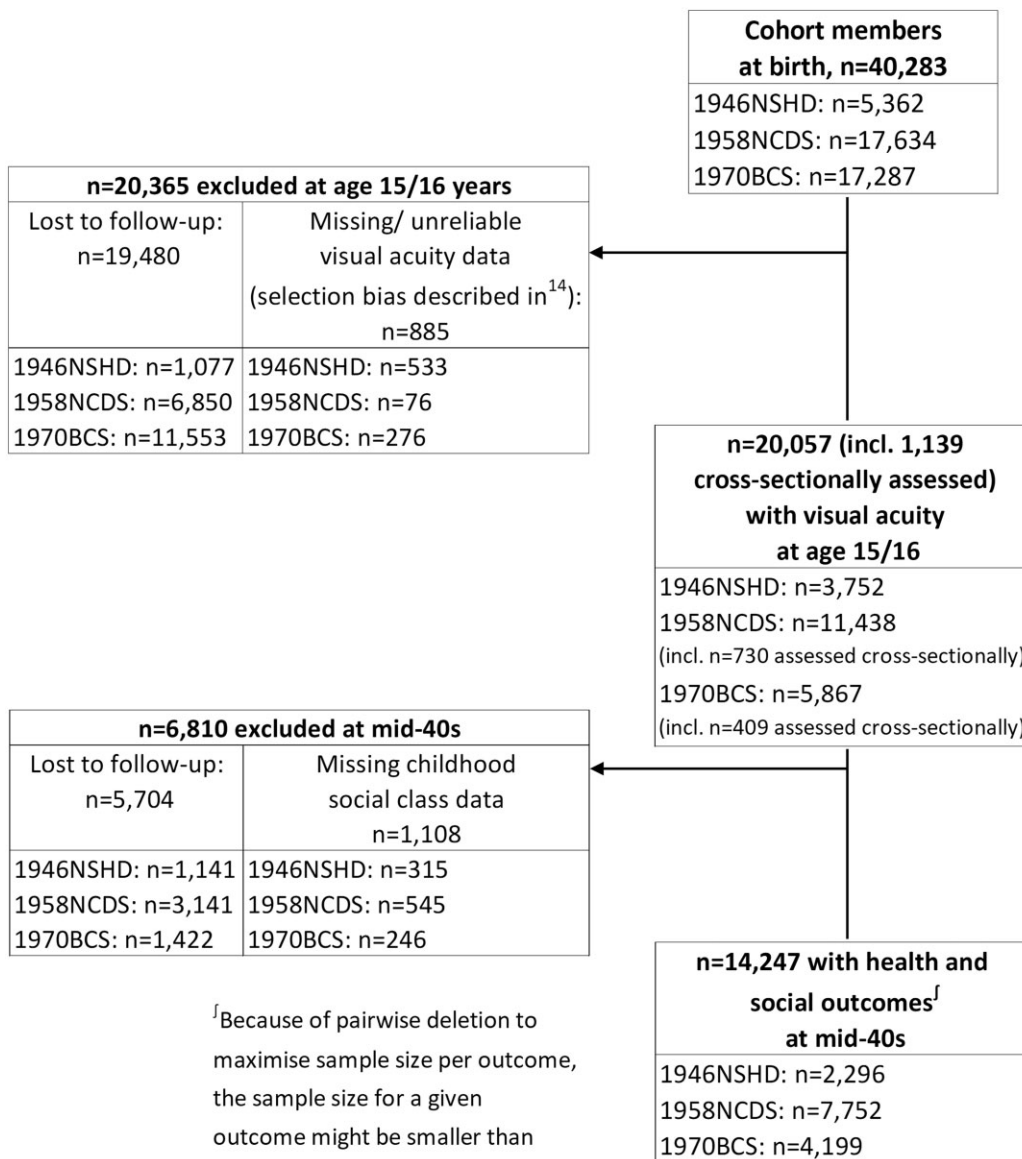 Cohort members
at birth, n=40,283
1946NSHD: n=5,362
1958NCDS: n=17,634
1970BCS: n=17,287
n=20,365 excluded at age 15/16 years
Lost to follow-up:
n=19,480
Missing/ unreliable
visual acuity data
(selection bias described in14):
n=885
1946NSHD: n=1,077
1958NCDS: n=6,850
1970BCS: n=11,553
1946NSHD: n=533
1958NCDS: n=76
1970BCS: n=276
n=20,057 (incl. 1,139
cross-sectionally assessed)
with visual acuity
at age 15/16
1946NSHD: n=3,752
1958NCDS: n=11,438
(incl. n=730 assessed cross-sectionally)
1970BCS: n=5,867
(incl. n=409 assessed cross-sectionally)
n=6,810 excluded at mid-40s
Lost to follow-up:
n=5,704
Missing childhood
social class data
n=1,108
1946NSHD: n=1,141
1958NCDS: n=3,141
1970BCS: n=1,422
1946NSHD: n=315
1958NCDS: n=545
1970BCS: n=246
n=14,247 with health and
social outcomes∫
at mid-40s
1946NSHD: n=2,296
1958NCDS: n=7,752
1970BCS: n=4,199
∫Because of pairwise deletion to
maximise sample size per outcome,
the sample size for a given
outcome might be smaller than